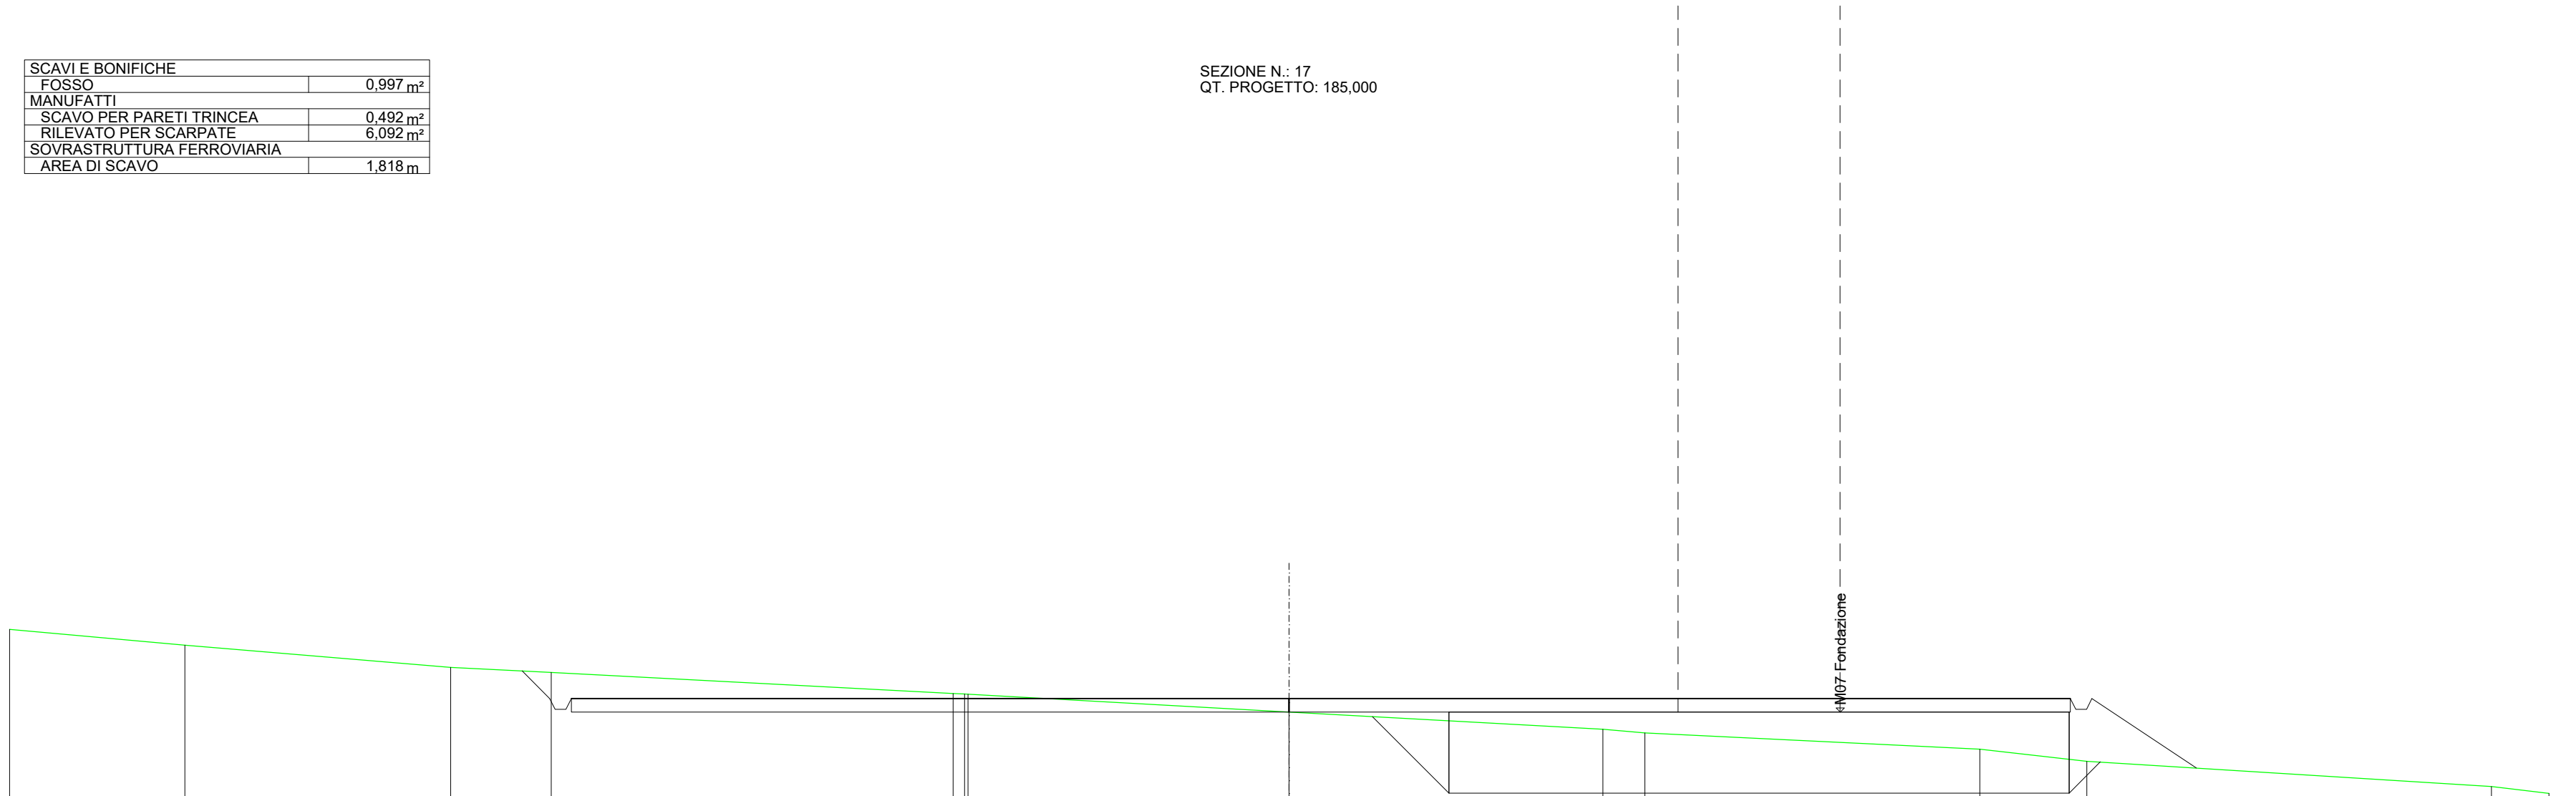 SCAVI E BONIFICHE
FOSSO 0,997 m²
MANUFATTI
SCAVO PER PARETI TRINCEA 0,492 m²
RILEVATO PER SCARPATE 6,092 m²
SOVRASTRUTTURA FERROVIARIA
AREA DI SCAVO 1,818 m
SEZIONE N.: 17
QT. PROGETTO: 185,000
M07 Fondazione